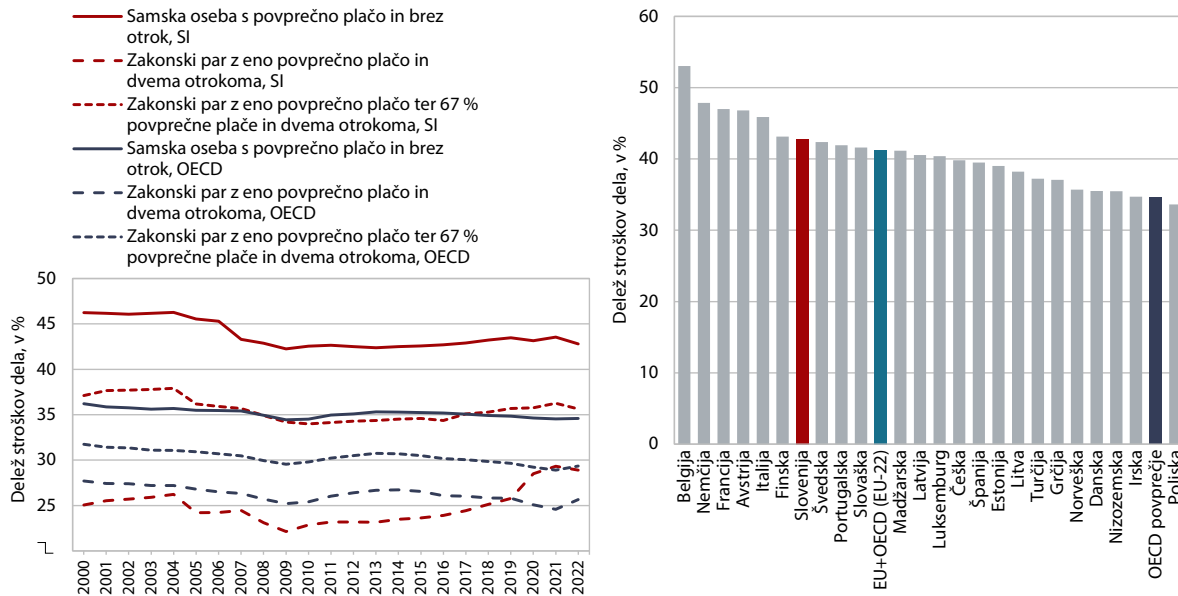 Samska oseba s povprečno plačo in brez
otrok, SI
Zakonski par z eno povprečno plačo in
dvema otrokoma, SI
Zakonski par z eno povprečno plačo ter 67 %
povprečne plače in dvema otrokoma, SI
Samska oseba s povprečno plačo in brez
otrok, OECD
Zakonski par z eno povprečno plačo in
dvema otrokoma, OECD
Zakonski par z eno povprečno plačo ter 67 %
povprečne plače in dvema otrokoma, OECD
Delež stroškov dela, v %
50
45
40
35
30
25
2000
2001
2002
2003
2004
2005
2006
2007
2008
2009
2010
2011
2012
2013
2014
2015
2016
2017
2018
2019
2020
2021
2022
Delež stroškov dela, v %
60
50
40
30
20
10
0
Belgija
Nemčija
Francija
Avstrija
Italija
Finska
Slovenija
Švedska
Portugalska
Slovaška
EU+OECD (EU-22)
Madžarska
Latvija
Luksemburg
Češka
Španija
Estonija
Litva
Turčija
Grčija
Norveška
Danska
Nizozemska
Irska
OECD povprečje
Poljska